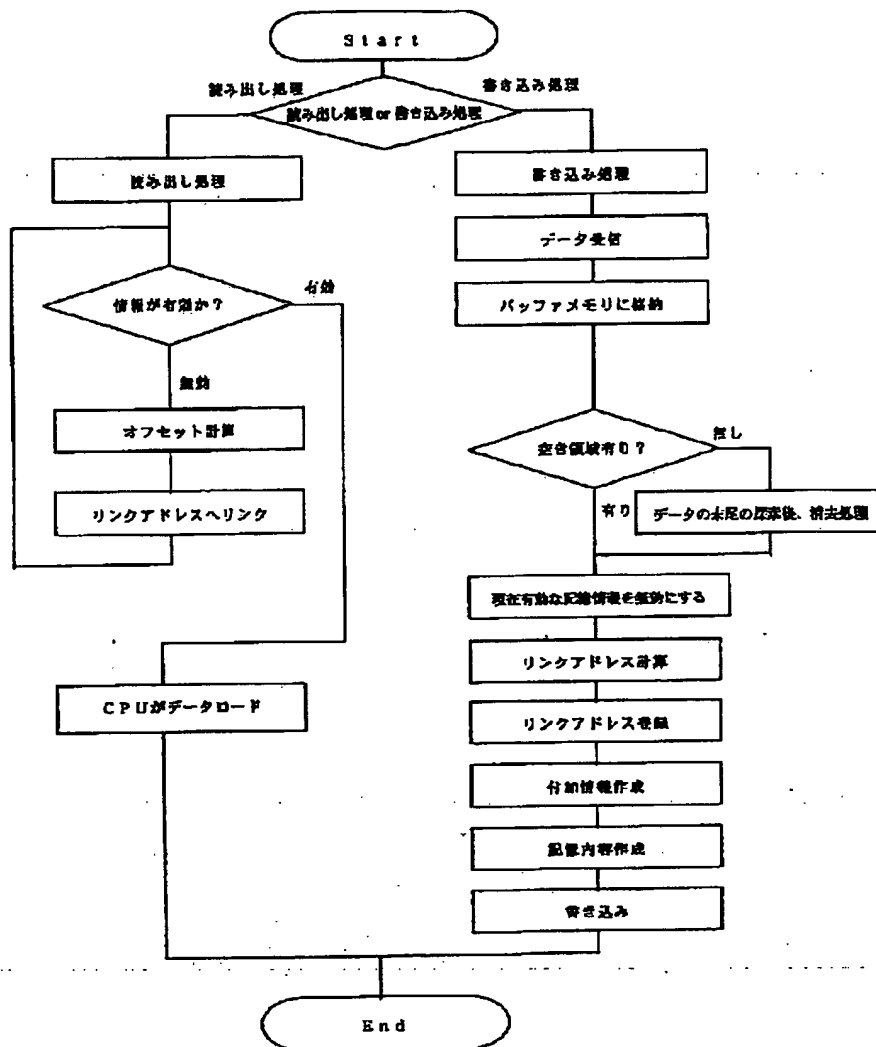 Start
読み出し処理
書き込み処理
読み出し処理or書き込み処理
読み出し処理
書き込み処理
データ受信
情報が有効か？
有効
バッファメモリに格納
無効
オフセット計算
空き領域有り？
無し
リンクアドレスへリンク
有り
データの末尾の探索後、消去処理
現在有効な記憶情報を無効にする
リンクアドレス計算
CPUがデータロード
リンクアドレス登録
付加情報作成
記憶内容作成
書き込み
End